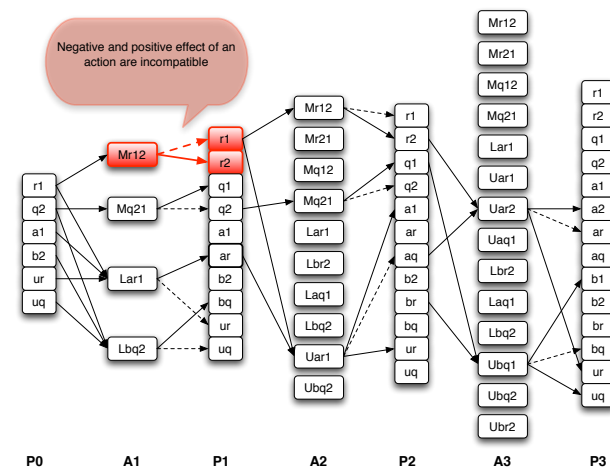 Negative and positive effect of an
action are incompatible
r1
q2
a1
b2
ur
uq
P0
Mr12
Mq21
Lar1
Lbq2
A1
r1
r2
q1
q2
a1
ar
b2
bq
ur
uq
P1
Mr12
Mr21
Mq12
Mq21
Lar1
Lbr2
Laq1
Lbq2
Uar1
Ubq2
A2
r1
r2
q1
q2
a1
ar
aq
b2
br
bq
ur
uq
P2
Mr12
Mr21
Mq12
Mq21
Lar1
Uar1
Uar2
Uaq1
Lbr2
Laq1
Lbq2
Ubq1
Ubq2
Ubr2
A3
r1
r2
q1
q2
a1
a2
ar
aq
b1
b2
br
bq
ur
uq
P3